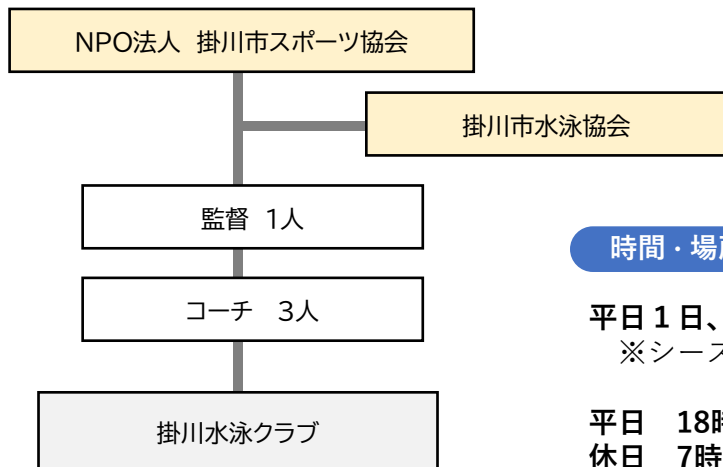 NPO法人 掛川市スポーツ協会
掛川市水泳協会
監督 1人
コーチ 3人
掛川水泳クラブ
時間・場
平日１日、
※シーズ
平日 18時
休日 7時